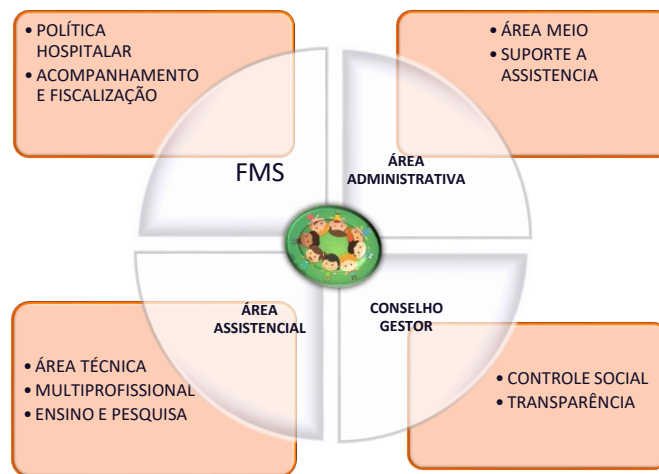 • POLÍTICA
HOSPITALAR
• ACOMPANHAMENTO
E FISCALIZAÇÃO
• ÁREA MEIO
• SUPORTE A
ASSISTENCIA
FMS
ÁREA
ADMINISTRATIVA
ÁREA
ASSISTENCIAL
CONSELHO
GESTOR
• ÁREA TÉCNICA
• MULTIPROFISSIONAL
• ENSINO E PESQUISA
• CONTROLE SOCIAL
• TRANSPARÊNCIA